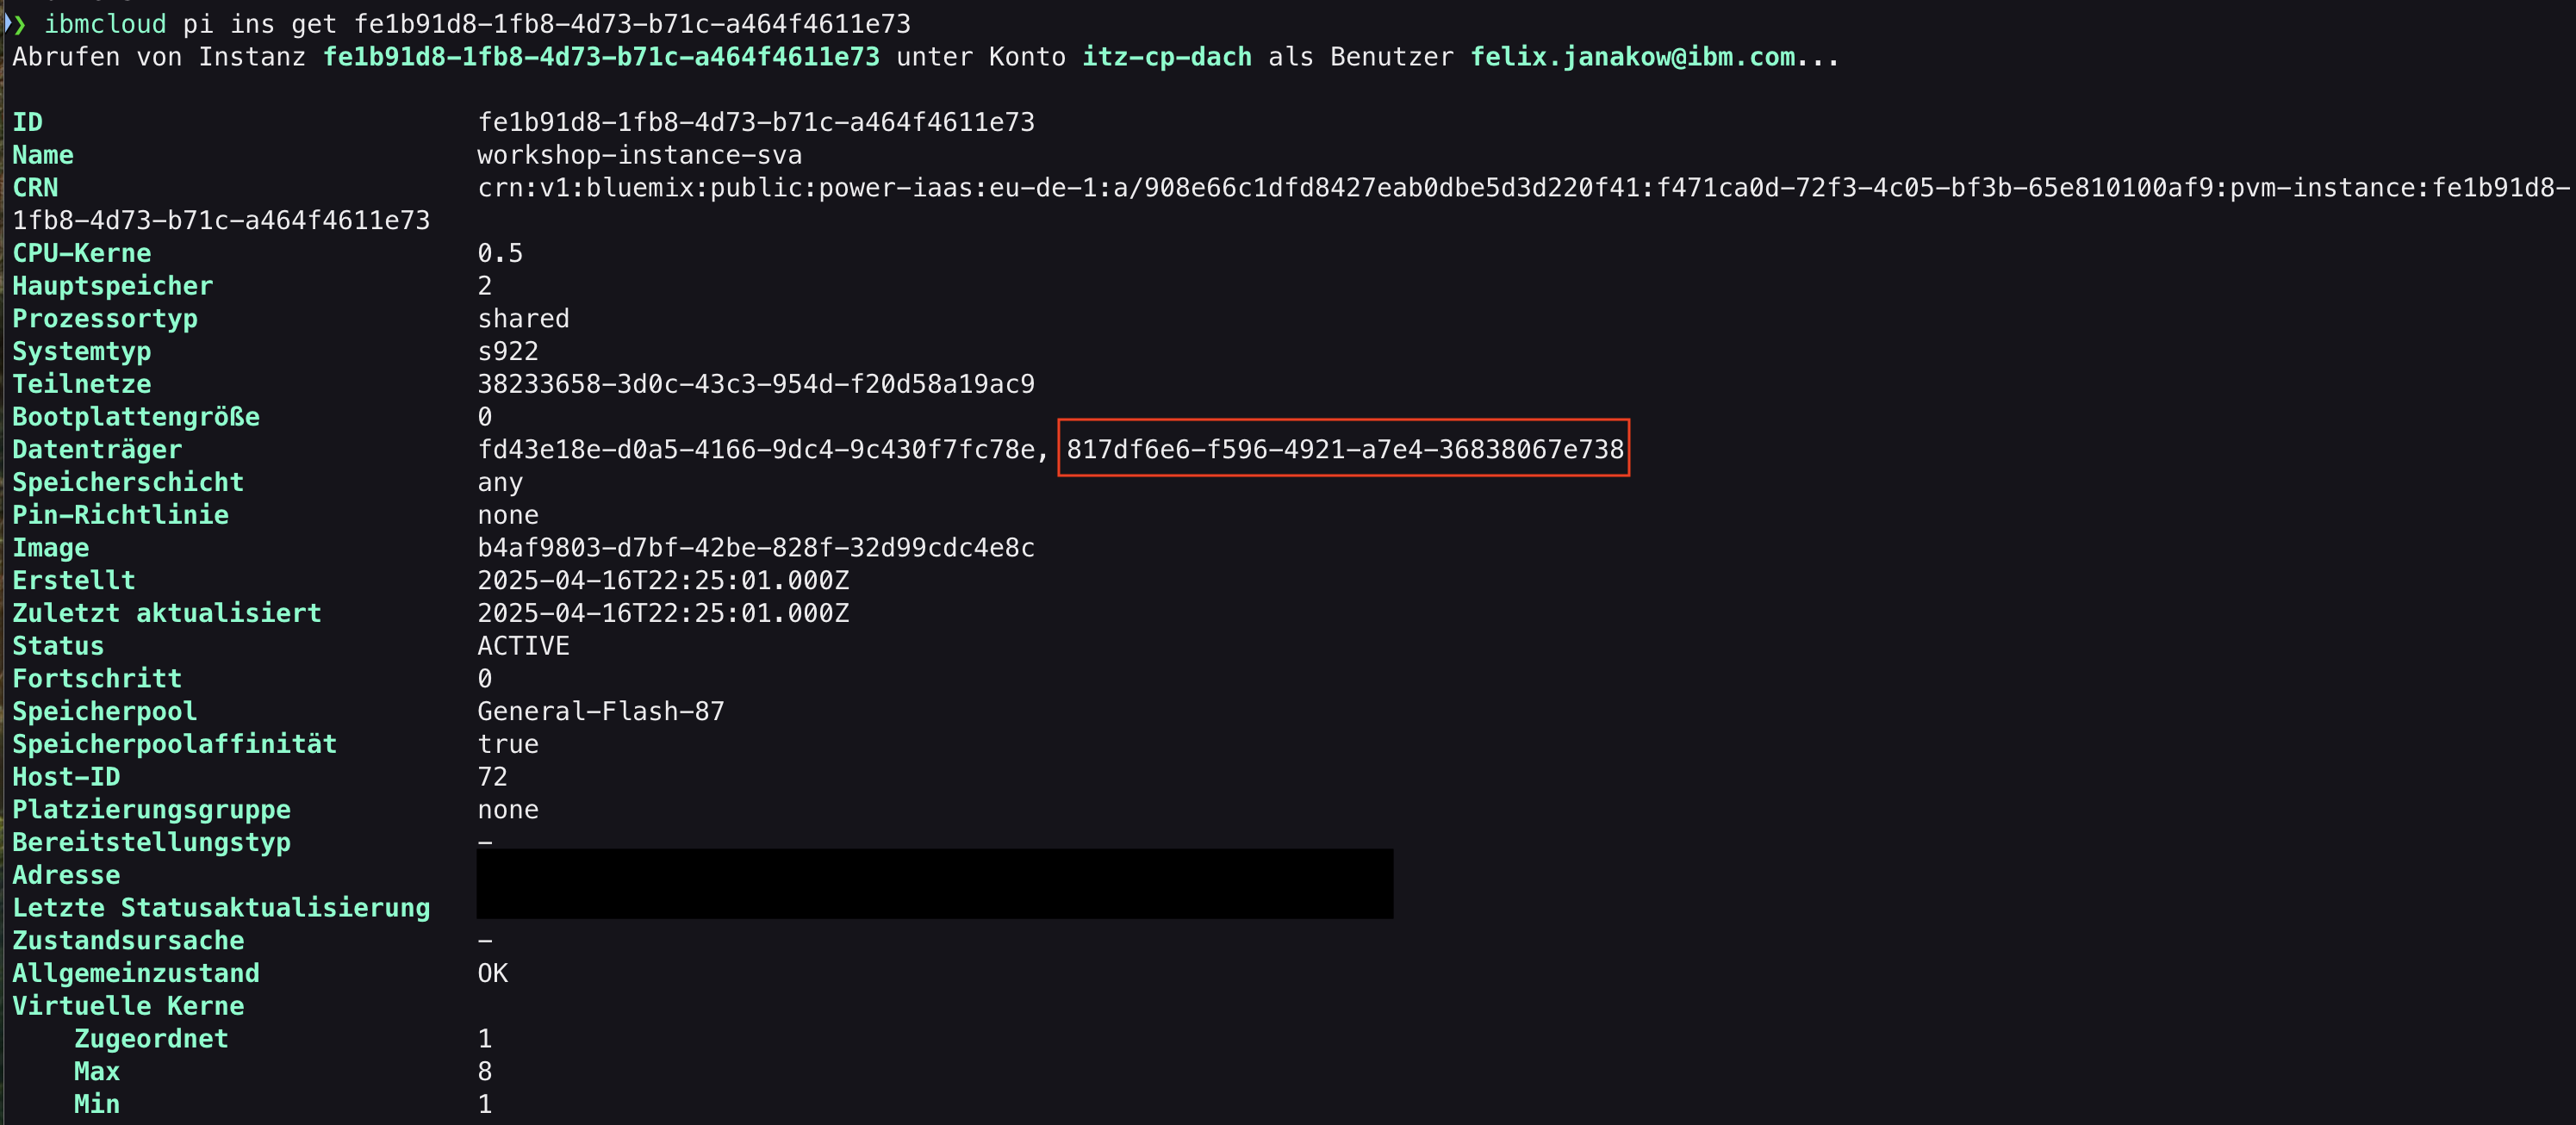 ❯ ibmcloud pi ins get fe1b91d8-1fb8-4d73-b71c-a464f4611e73
Abrufen von Instanz fe1b91d8-1fb8-4d73-b71c-a464f4611e73 unter Konto itz-cp-dach als Benutzer felix.janakow@ibm.com...
ID fe1b91d8-1fb8-4d73-b71c-a464f4611e73
Name workshop-instance-sva
CRN crn:v1:bluemix:public:power-iaas:eu-de-1:a/908e66c1dfd8427eab0dbe5d3d220f41:f471ca0d-72f3-4c05-bf3b-65e810100af9:pvm-instance:fe1b91d8-
1fb8-4d73-b71c-a464f4611e73
CPU-Kerne 0.5
Hauptspeicher 2
Prozessortyp shared
Systemtyp s922
Teilnetze 38233658-3d0c-43c3-954d-f20d58a19ac9
Bootplattengröße 0
Datenträger fd43e18e-d0a5-4166-9dc4-9c430f7fc78e, 817df6e6-f596-4921-a7e4-36838067e738
Speicherschicht any
Pin-Richtlinie none
Image b4af9803-d7bf-42be-828f-32d99cdc4e8c
Erstellt 2025-04-16T22:25:01.000Z
Zuletzt aktualisiert 2025-04-16T22:25:01.000Z
Status ACTIVE
Fortschritt 0
Speicherpool General-Flash-87
Speicherpoolaffinität true
Host-ID 72
Platzierungsgruppe none
Bereitstellungstyp -
Adresse
Letzte Statusaktualisierung
Zustandsursache -
Allgemeinzustand OK
Virtuelle Kerne
Zugeordnet 1
Max 8
Min 1